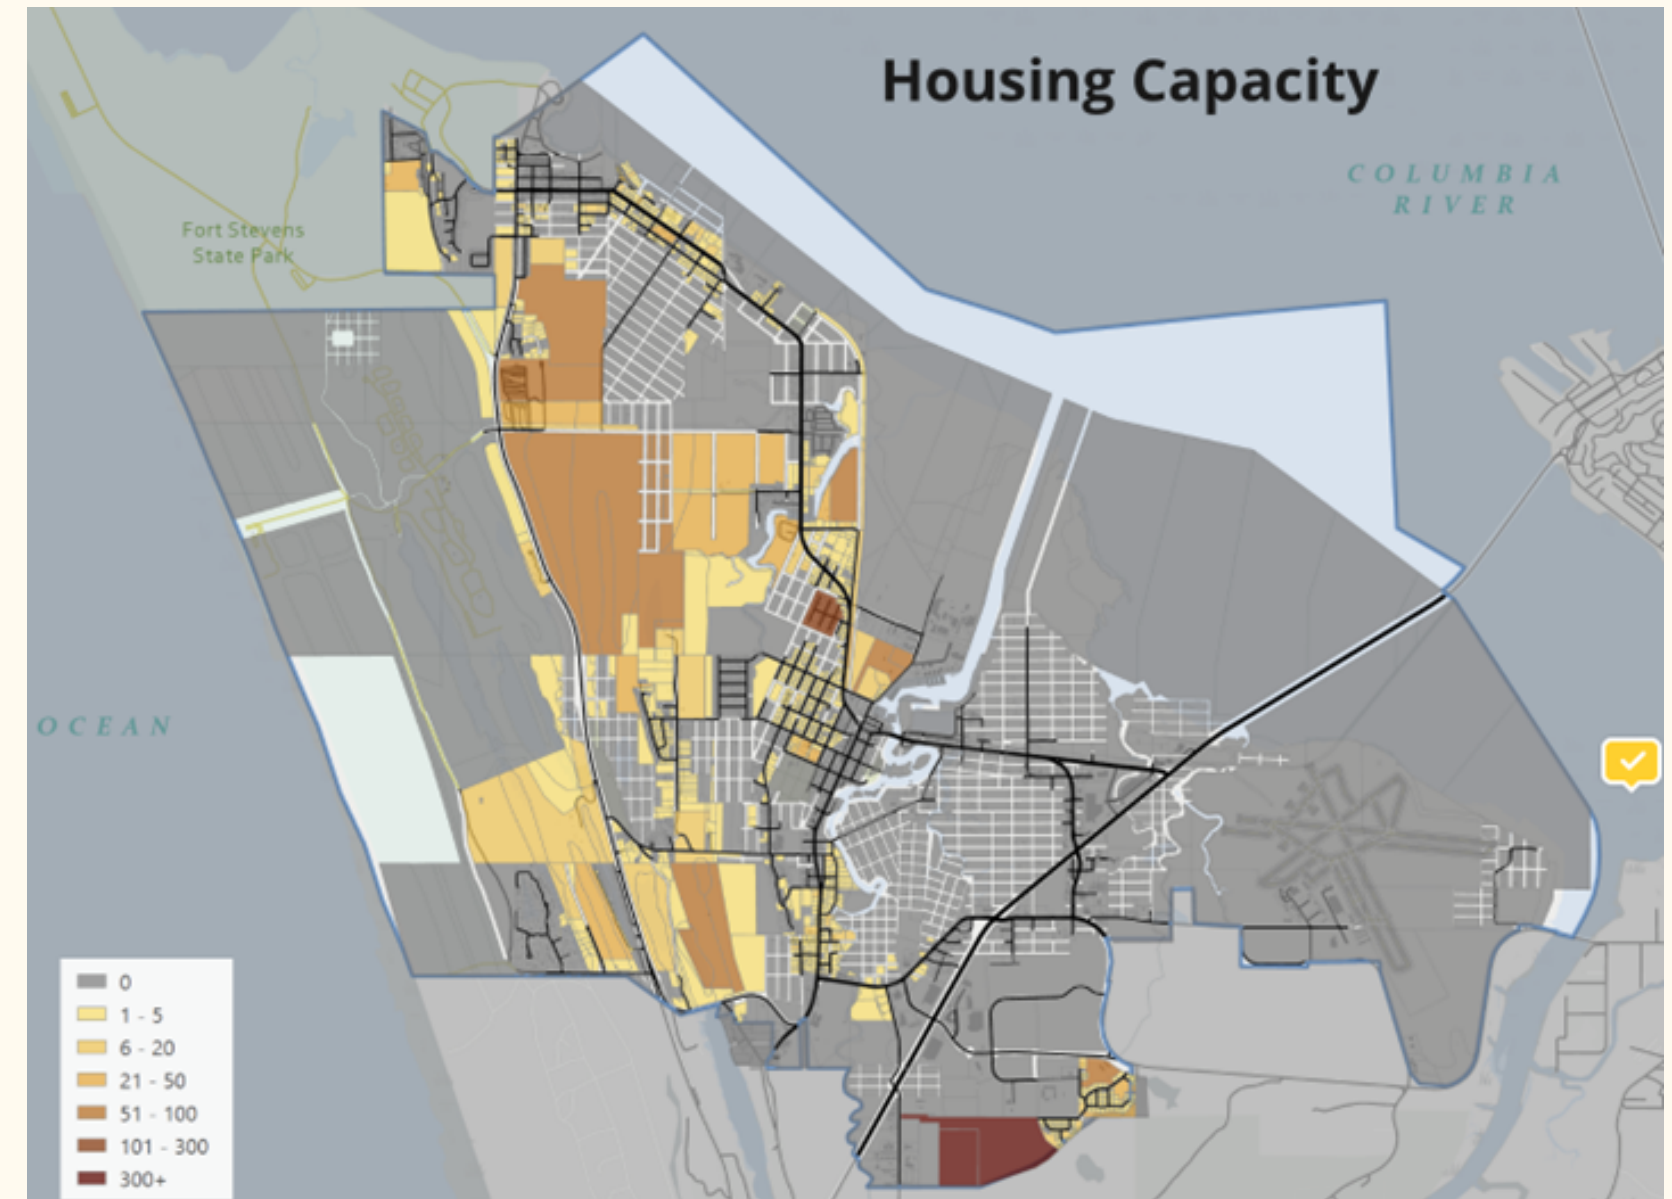 Housing Capacity
COLUMBIA
RIVER
Fort Stevens
State Park
OCEAN
0
1 - 5
6 - 20
21 - 50
51 - 100
101 - 300
300+